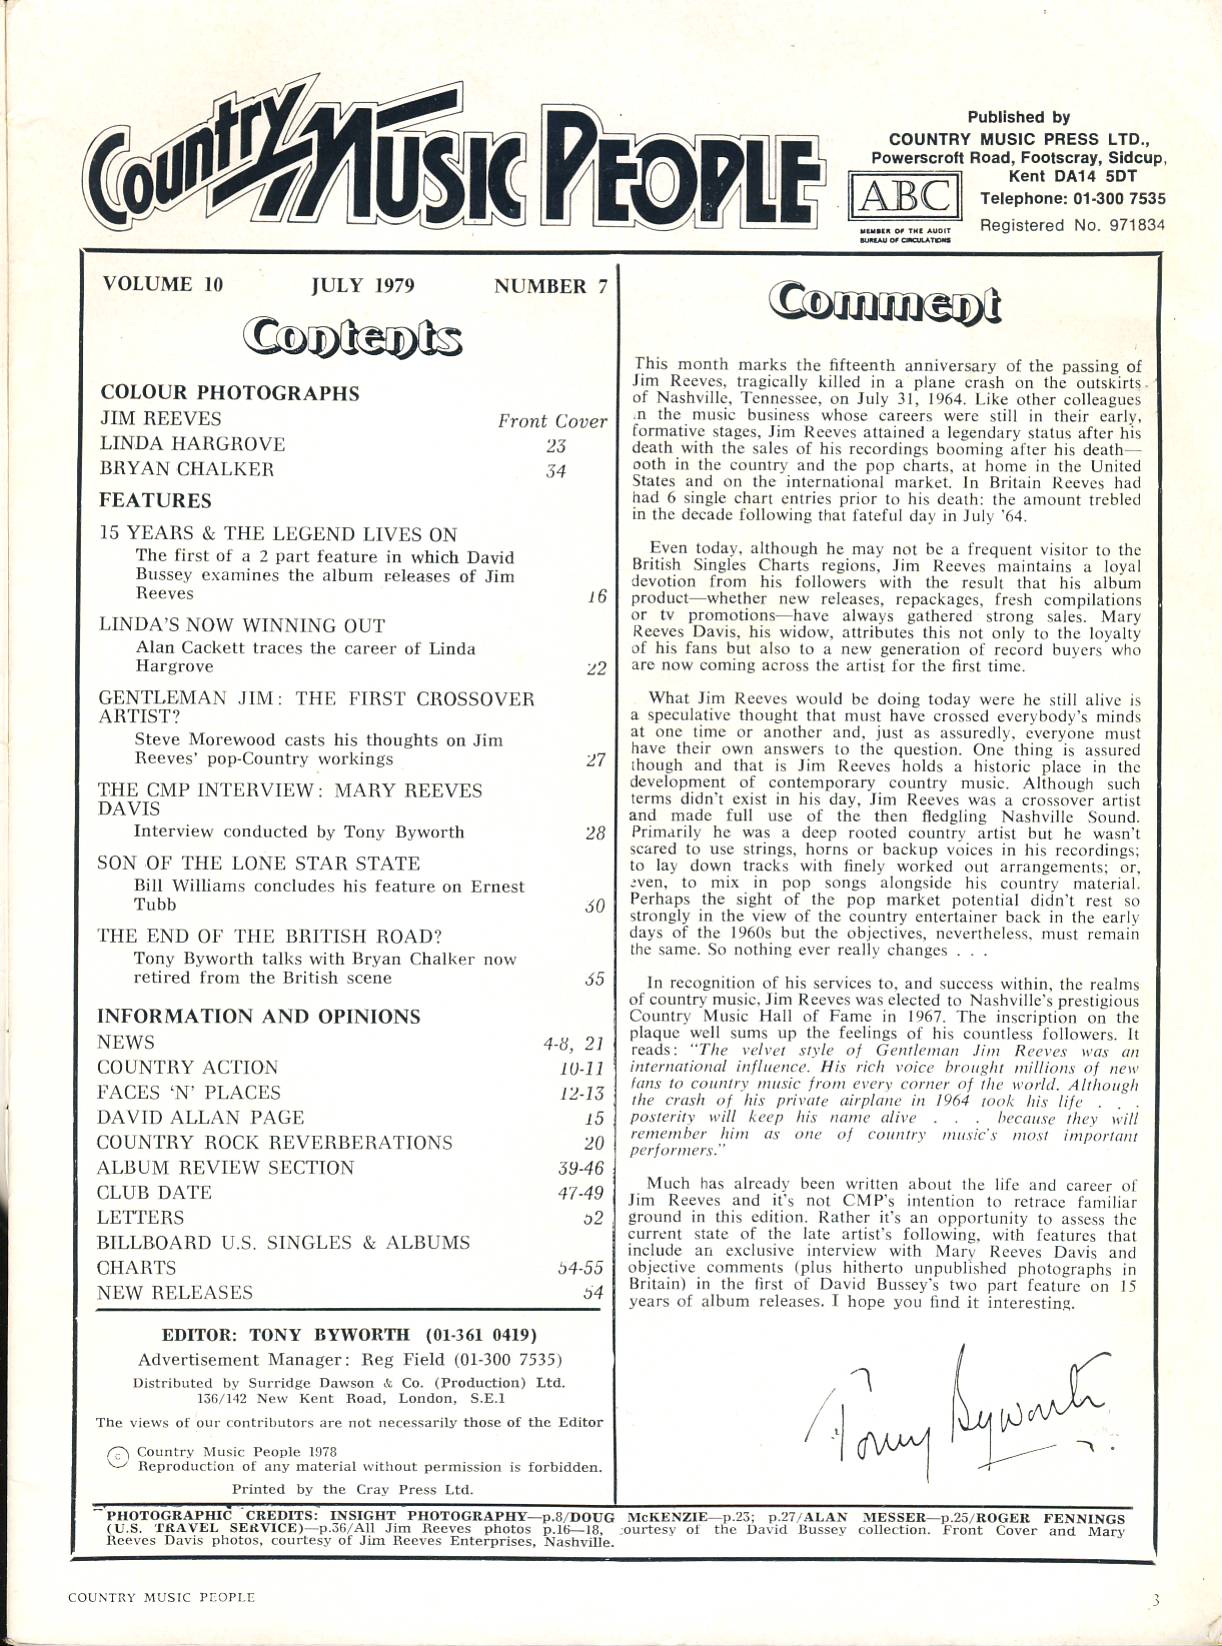 Country Music People
Published by
COUNTRY MUSIC PRESS LTD.,
Powerscroft Road, Footscray, Sidcup,
Kent DA14 5DT
ABC
MEMBER OF THE AUDIT
BUREAU OF CIRCULATIONS
Telephone: 01-300 7535
Registered No. 971834
VOLUME 10 JULY 1979 NUMBER 7
Contents
COLOUR PHOTOGRAPHS
JIM REEVES Front Cover
LINDA HARGROVE 23
BRYAN CHALKER 34
FEATURES
15 YEARS & THE LEGEND LIVES ON
The first of a 2 part feature in which David
Bussey examines the album releases of Jim
Reeves 16
LINDA'S NOW WINNING OUT
Alan Cackett traces the career of Linda
Hargrove 22
GENTLEMAN JIM: THE FIRST CROSSOVER
ARTIST?
Steve Morewood casts his thoughts on Jim
Reeves' pop-Country workings 27
THE CMP INTERVIEW: MARY REEVES
DAVIS
Interview conducted by Tony Byworth 28
SON OF THE LONE STAR STATE
Bill Williams concludes his feature on Ernest
Tubb 30
THE END OF THE BRITISH ROAD?
Tony Byworth talks with Bryan Chalker now
retired from the British scene 35
INFORMATION AND OPINIONS
NEWS 4-8, 21
COUNTRY ACTION 10-11
FACES 'N' PLACES 12-13
DAVID ALLAN PAGE 15
COUNTRY ROCK REVERBERATIONS 20
ALBUM REVIEW SECTION 39-46
CLUB DATE 47-49
LETTERS 52
BILLBOARD U.S. SINGLES & ALBUMS
CHARTS 54-55
NEW RELEASES 54
EDITOR: TONY BYWORTH (01-361 0419)
Advertisement Manager: Reg Field (01-300 7535)
Distributed by Surridge Dawson & Co. (Production) Ltd.
136/142 New Kent Road, London, S.E.1
The views of our contributors are not necessarily those of the Editor
© Country Music People 1978
Reproduction of any material without permission is forbidden.
Printed by the Cray Press Ltd.
Comment
This month marks the fifteenth anniversary of the passing of
Jim Reeves, tragically killed in a plane crash on the outskirts
of Nashville, Tennessee, on July 31, 1964. Like other colleagues
in the music business whose careers were still in their early,
formative stages, Jim Reeves attained a legendary status after his
death with the sales of his recordings booming after his death—
both in the country and the pop charts, at home in the United
States and on the international market. In Britain Reeves had
had 6 single chart entries prior to his death: the amount trebled
in the decade following that fateful day in July '64.
Even today, although he may not be a frequent visitor to the
British Singles Charts regions, Jim Reeves maintains a loyal
devotion from his followers with the result that his album
product—whether new releases, repackages, fresh compilations
or tv promotions—have always gathered strong sales. Mary
Reeves Davis, his widow, attributes this not only to the loyalty
of his fans but also to a new generation of record buyers who
are now coming across the artist for the first time.
What Jim Reeves would be doing today were he still alive is
a speculative thought that must have crossed everybody's minds
at one time or another and, just as assuredly, everyone must
have their own answers to the question. One thing is assured
though and that is Jim Reeves holds a historic place in the
development of contemporary country music. Although such
terms didn't exist in his day, Jim Reeves was a crossover artist
and made full use of the then fledgling Nashville Sound.
Primarily he was a deep rooted country artist but he wasn't
scared to use strings, horns or backup voices in his recordings;
to lay down tracks with finely worked out arrangements; or,
even, to mix in pop songs alongside his country material.
Perhaps the sight of the pop market potential didn't rest so
strongly in the view of the country entertainer back in the early
days of the 1960s but the objectives, nevertheless, must remain
the same. So nothing ever really changes . . .
In recognition of his services to, and success within, the realms
of country music, Jim Reeves was elected to Nashville's prestigious
Country Music Hall of Fame in 1967. The inscription on the
plaque well sums up the feelings of his countless followers. It
reads: "The velvet style of Gentleman Jim Reeves was an
international influence. His rich voice brought millions of new
fans to country music from every corner of the world. Although
the crash of his private airplane in 1964 took his life . . .
posterity will keep his name alive . . . because they will
remember him as one of country music's most important
performers."
Much has already been written about the life and career of
Jim Reeves and it's not CMP's intention to retrace familiar
ground in this edition. Rather it's an opportunity to assess the
current state of the late artist's following, with features that
include an exclusive interview with Mary Reeves Davis and
objective comments (plus hitherto unpublished photographs in
Britain) in the first of David Bussey's two part feature on 15
years of album releases. I hope you find it interesting.
Tony Byworth
PHOTOGRAPHIC CREDITS: INSIGHT PHOTOGRAPHY—p.8/DOUG McKENZIE—p.23; p.27/ALAN MESSER—p.25/ROGER FENNINGS
(U.S. TRAVEL SERVICE)—p.36/All Jim Reeves photos p.16—18, courtesy of the David Bussey collection. Front Cover and Mary
Reeves Davis photos, courtesy of Jim Reeves Enterprises, Nashville.
COUNTRY MUSIC PEOPLE 3